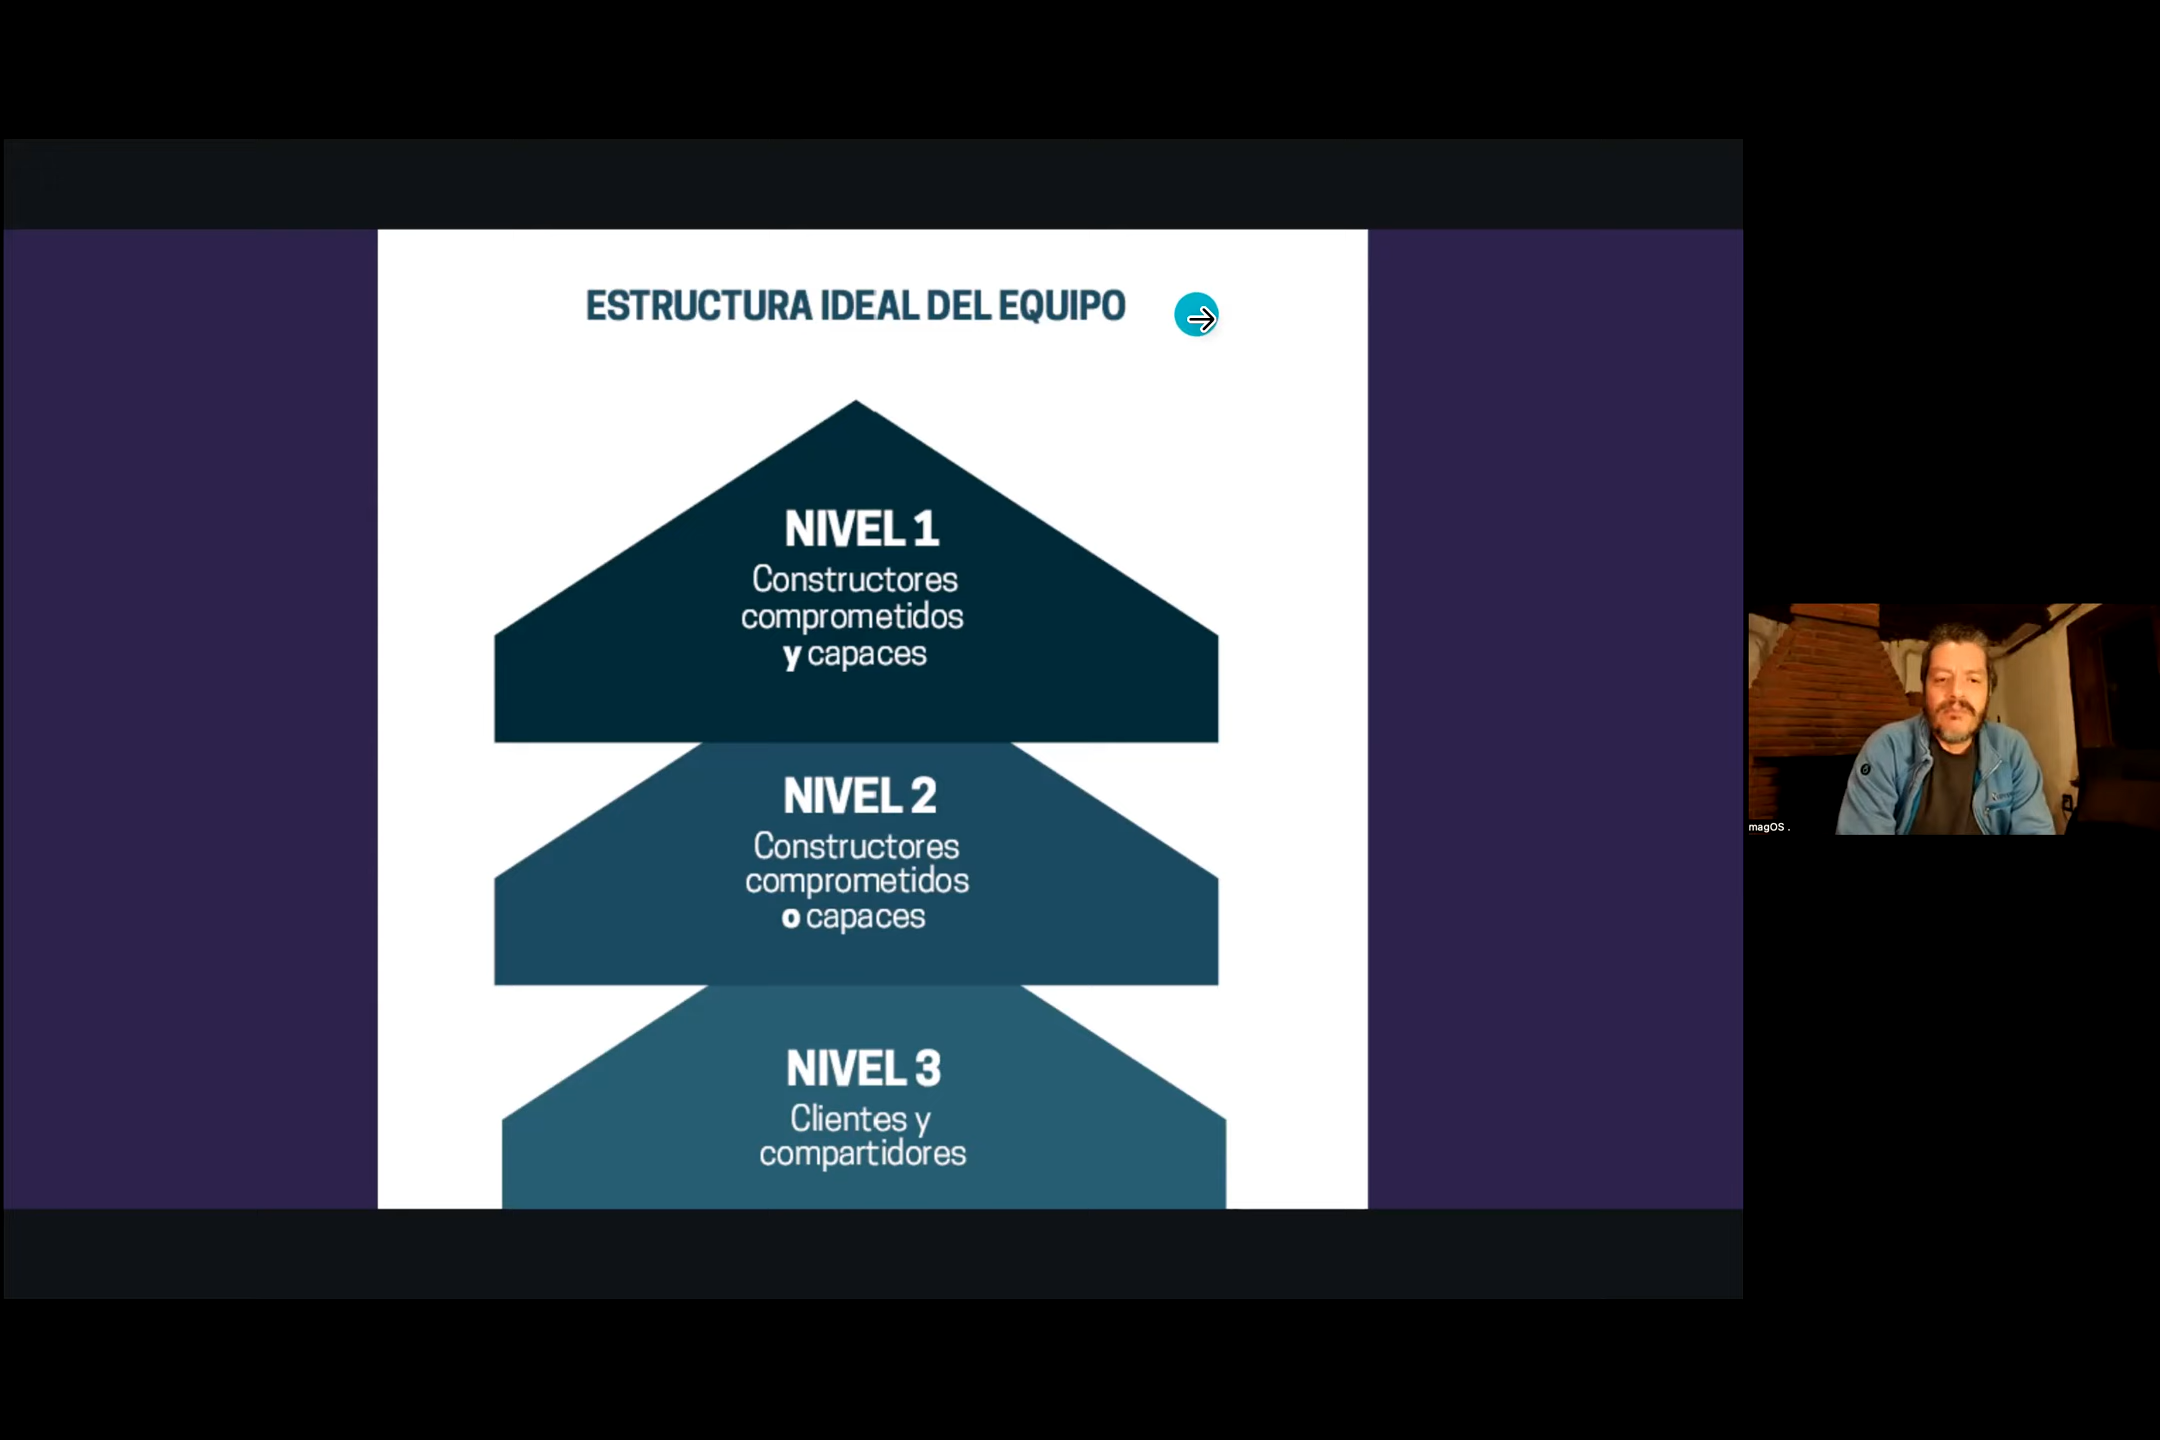 ESTRUCTURA IDEAL DEL EQUIPO
NIVEL 1
Constructores
comprometidos
y capaces
NIVEL 2
Constructores
comprometidos
o capaces
NIVEL 3
Clientes y
compartidores
magOS .